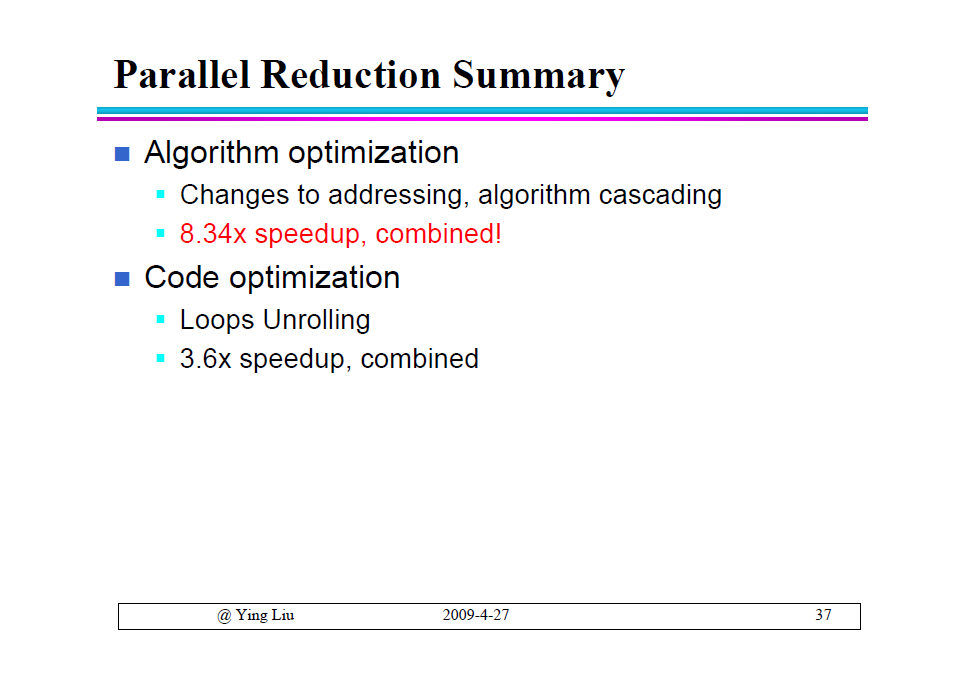 Parallel Reduction Summary
Algorithm optimization
Changes to addressing, algorithm cascading
8.34x speedup, combined!
Code optimization
Loops Unrolling
3.6x speedup, combined
@ Ying Liu 2009-4-27 37